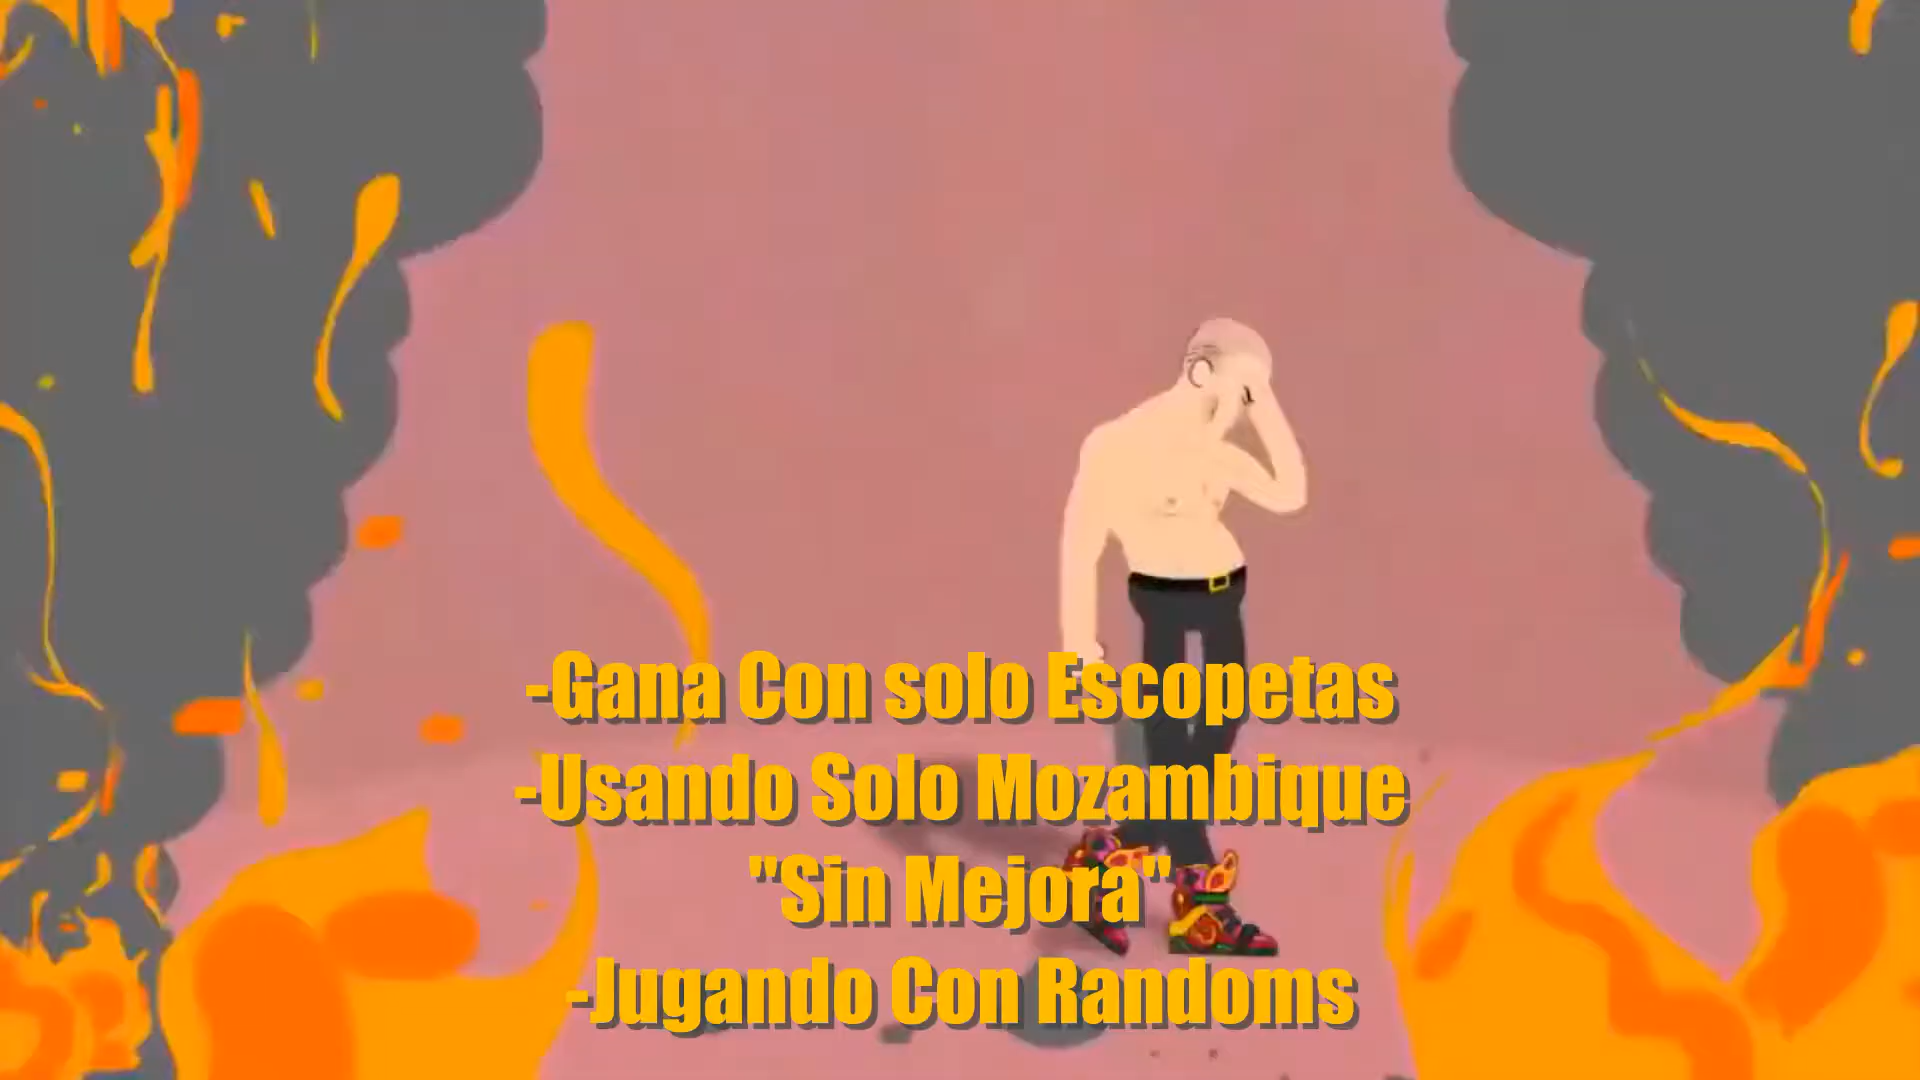 -Gana Con solo Escopetas
-Usando Solo Mozambique
"Sin Mejora"
-Jugando Con Randoms